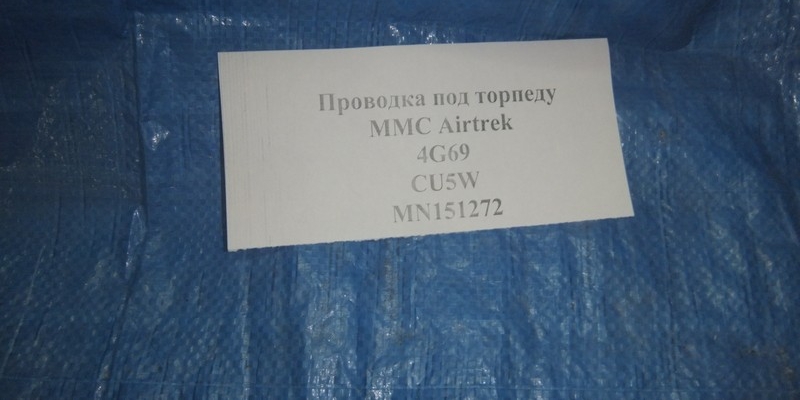 Проводка под торпеду
MMC Airtrek
4G69
CU5W
MN151272